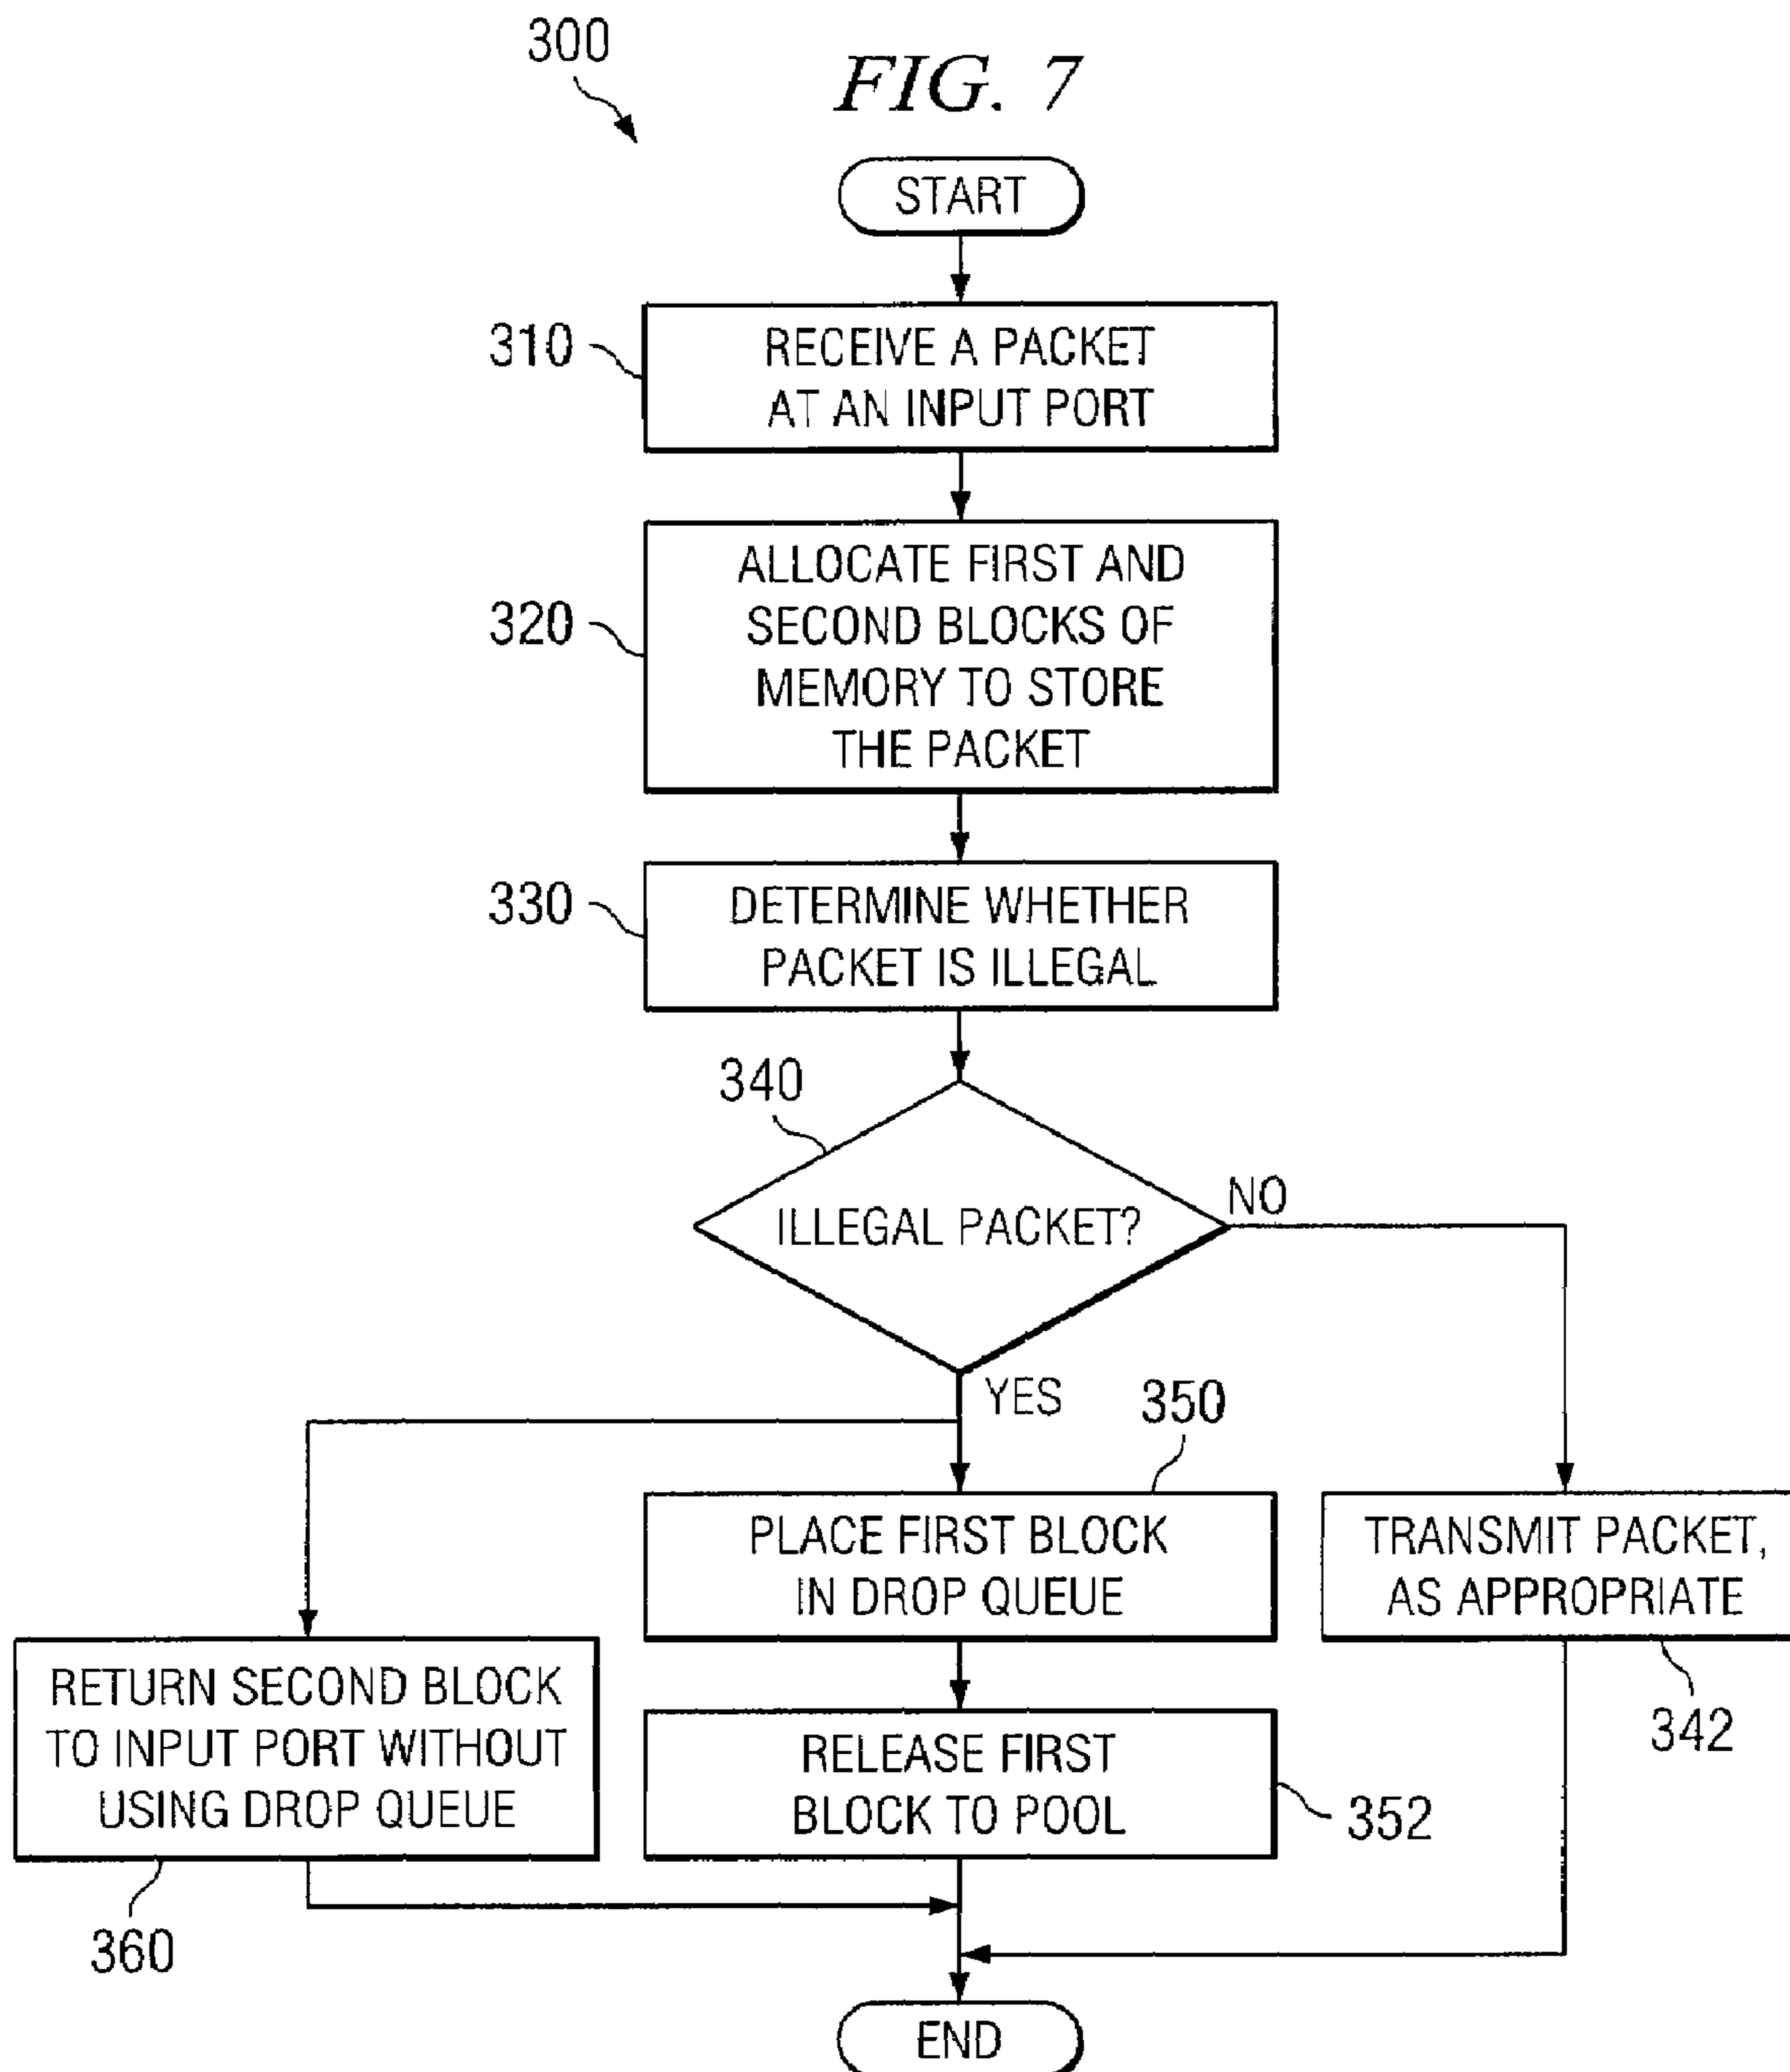 300
FIG. 7
START
310
RECEIVE A PACKET
AT AN INPUT PORT
320
ALLOCATE FIRST AND
SECOND BLOCKS OF
MEMORY TO STORE
THE PACKET
330
DETERMINE WHETHER
PACKET IS ILLEGAL
340
ILLEGAL PACKET?
NO
YES
350
PLACE FIRST BLOCK
IN DROP QUEUE
TRANSMIT PACKET,
AS APPROPRIATE
342
RETURN SECOND BLOCK
TO INPUT PORT WITHOUT
USING DROP QUEUE
360
RELEASE FIRST
BLOCK TO POOL
352
END